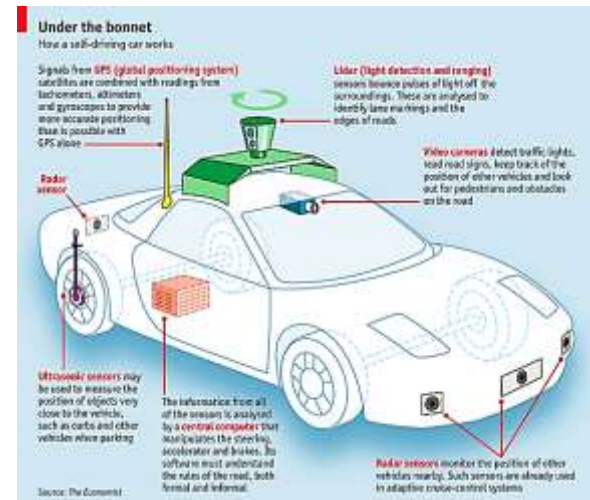 Under the bonnet
How a self-driving car works
Signals from GPS (global positioning system)
satellites are combined with readings from
tachometers, altimeters
and gyroscopes to provide
more accurate positioning
than is possible with
GPS alone
Lidar (light detection and ranging)
sensors bounce pulses of light off the
surroundings. These are analysed to
identify lane markings and the
edges of roads
Video cameras detect traffic lights,
read road signs, keep track of the
position of other vehicles and look
out for pedestrians and obstacles
on the road
Radar
sensor
Ultrasonic sensors may
be used to measure the
position of objects very
close to the vehicle,
such as curbs and other
vehicles when parking
The information from all
of the sensors is analysed
by a central computer that
manipulates the steering,
accelerator and brakes. Its
software must understand
the rules of the road, both
formal and informal
Radar sensors monitor the position of other
vehicles nearby. Such sensors are already used
in adaptive cruise-control systems
Source: The Economist